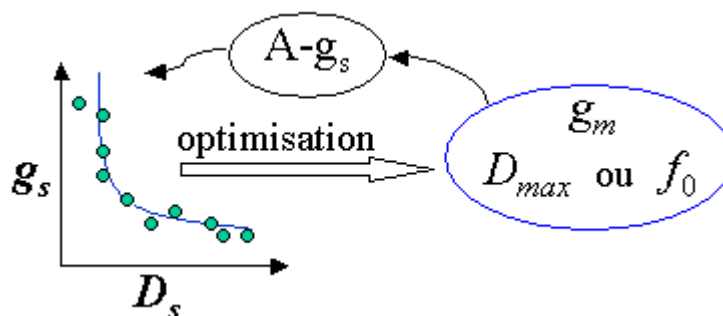 A-gs
gm
optimisation
Dmax ou f0
gs
Ds